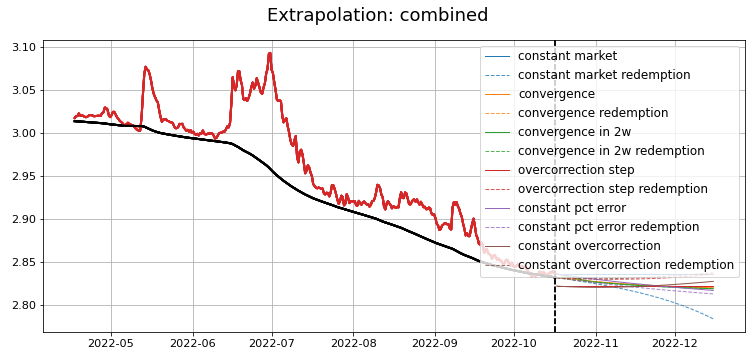 Extrapolation: combined
3.10
3.05
3.00
2.95
2.90
2.85
2.80
constant market
constant market redemption
convergence
convergence redemption
convergence in 2w
convergence in 2w redemption
overcorrection step
overcorrection step redemption
constant pct error
constant pct error redemption
constant overcorrection
constant overcorrection redemption
2022-05
2022-06
2022-07
2022-08
2022-09
2022-10
2022-11
2022-12